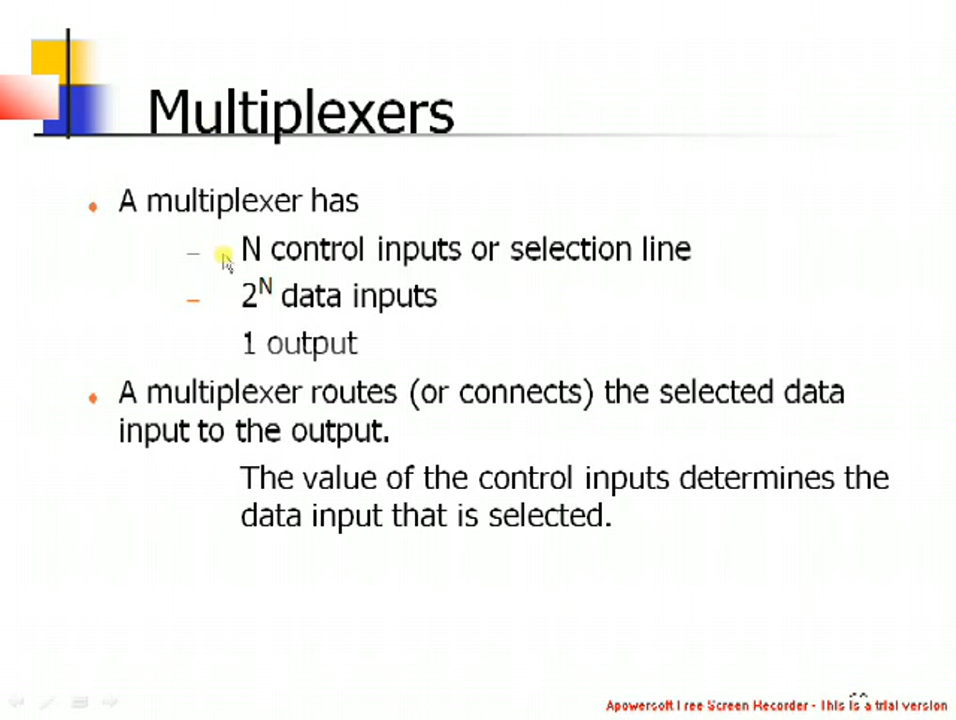 Multiplexers
A multiplexer has
– N control inputs or selection line
– 2^N data inputs
1 output
A multiplexer routes (or connects) the selected data
input to the output.
The value of the control inputs determines the
data input that is selected.
Apowersoft Free Screen Recorder - This is a trial version